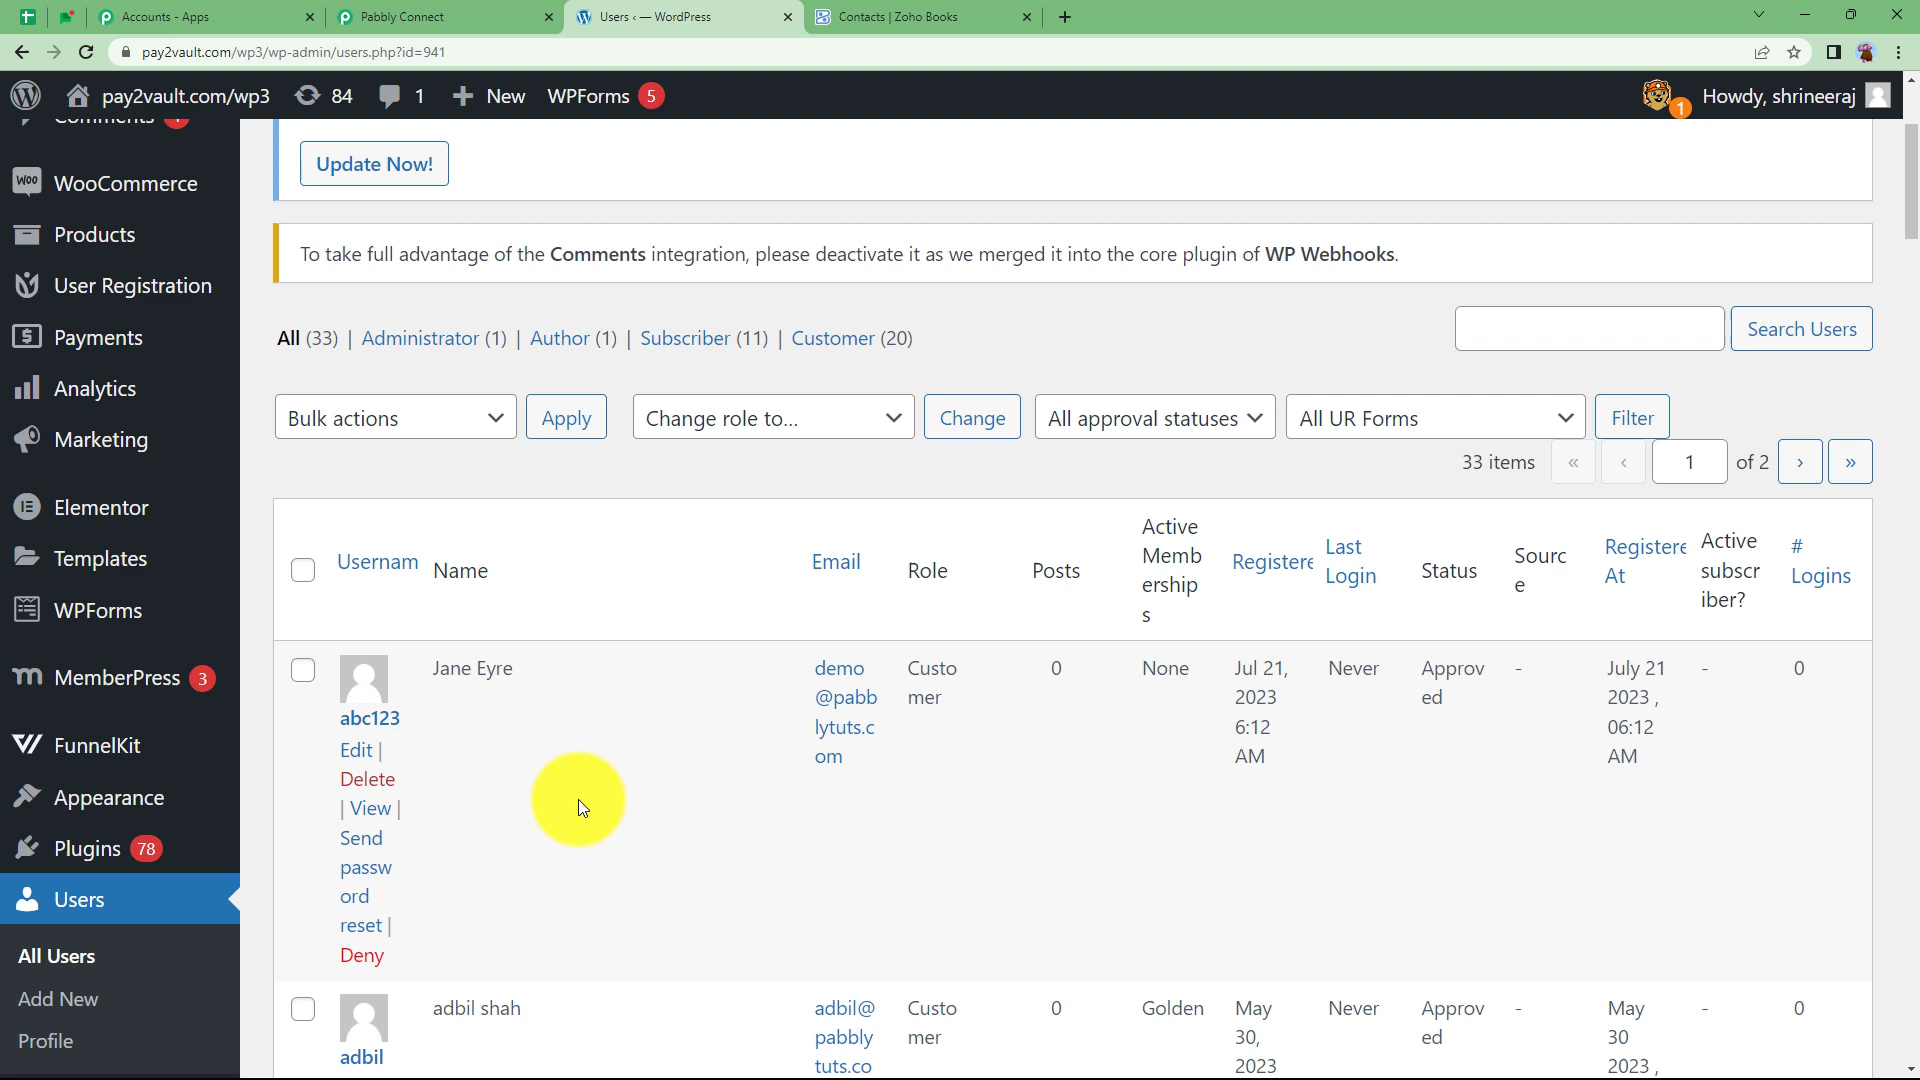 Accounts - Apps
Pabbly Connect
Users ‹ — WordPress
Contacts | Zoho Books
pay2vault.com/wp3/wp-admin/users.php?id=941
pay2vault.com/wp3
84
1
New
WPForms 5
1
Howdy, shrineeraj
Comments
WooCommerce
Products
User Registration
Payments
Analytics
Marketing
Elementor
Templates
WPForms
MemberPress 3
FunnelKit
Appearance
Plugins 78
Users
All Users
Add New
Profile
Update Now!
To take full advantage of the Comments integration, please deactivate it as we merged it into the core plugin of WP Webhooks.
All (33) | Administrator (1) | Author (1) | Subscriber (11) | Customer (20)
Search Users
Bulk actions
Apply
Change role to...
Change
All approval statuses
All UR Forms
Filter
33 items « ‹ 1 of 2 › »
Usernam
Name
Email
Role
Posts
Active
Memb
ership
s
Registere
Last
Login
Status
Sourc
e
Registere
At
Active
subscr
iber?
#
Logins
abc123
Edit |
Delete
| View |
Send
passw
ord
reset |
Deny
Jane Eyre
demo
@pabb
lytuts.c
om
Custo
mer
0
None
Jul 21,
2023
6:12
AM
Never
Approv
ed
-
July 21
2023 ,
06:12
AM
-
0
adbil
adbil shah
adbil@
pabbly
tuts.co
Custo
mer
0
Golden
May
30,
2023
Never
Approv
ed
-
May
30
2023 ,
-
0